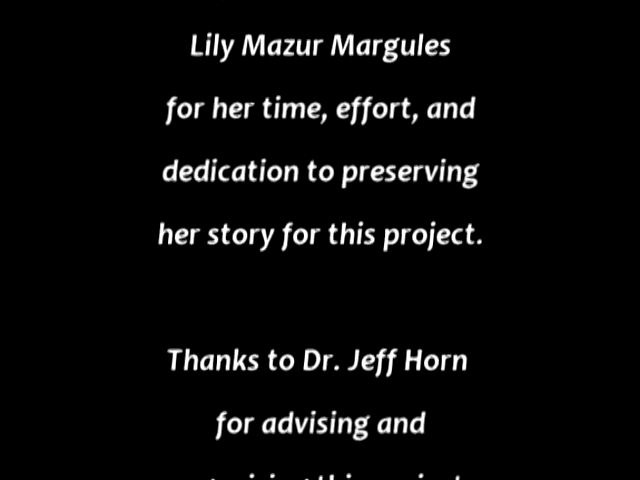 Lily Mazur Margules
for her time, effort, and
dedication to preserving
her story for this project.
Thanks to Dr. Jeff Horn
for advising and